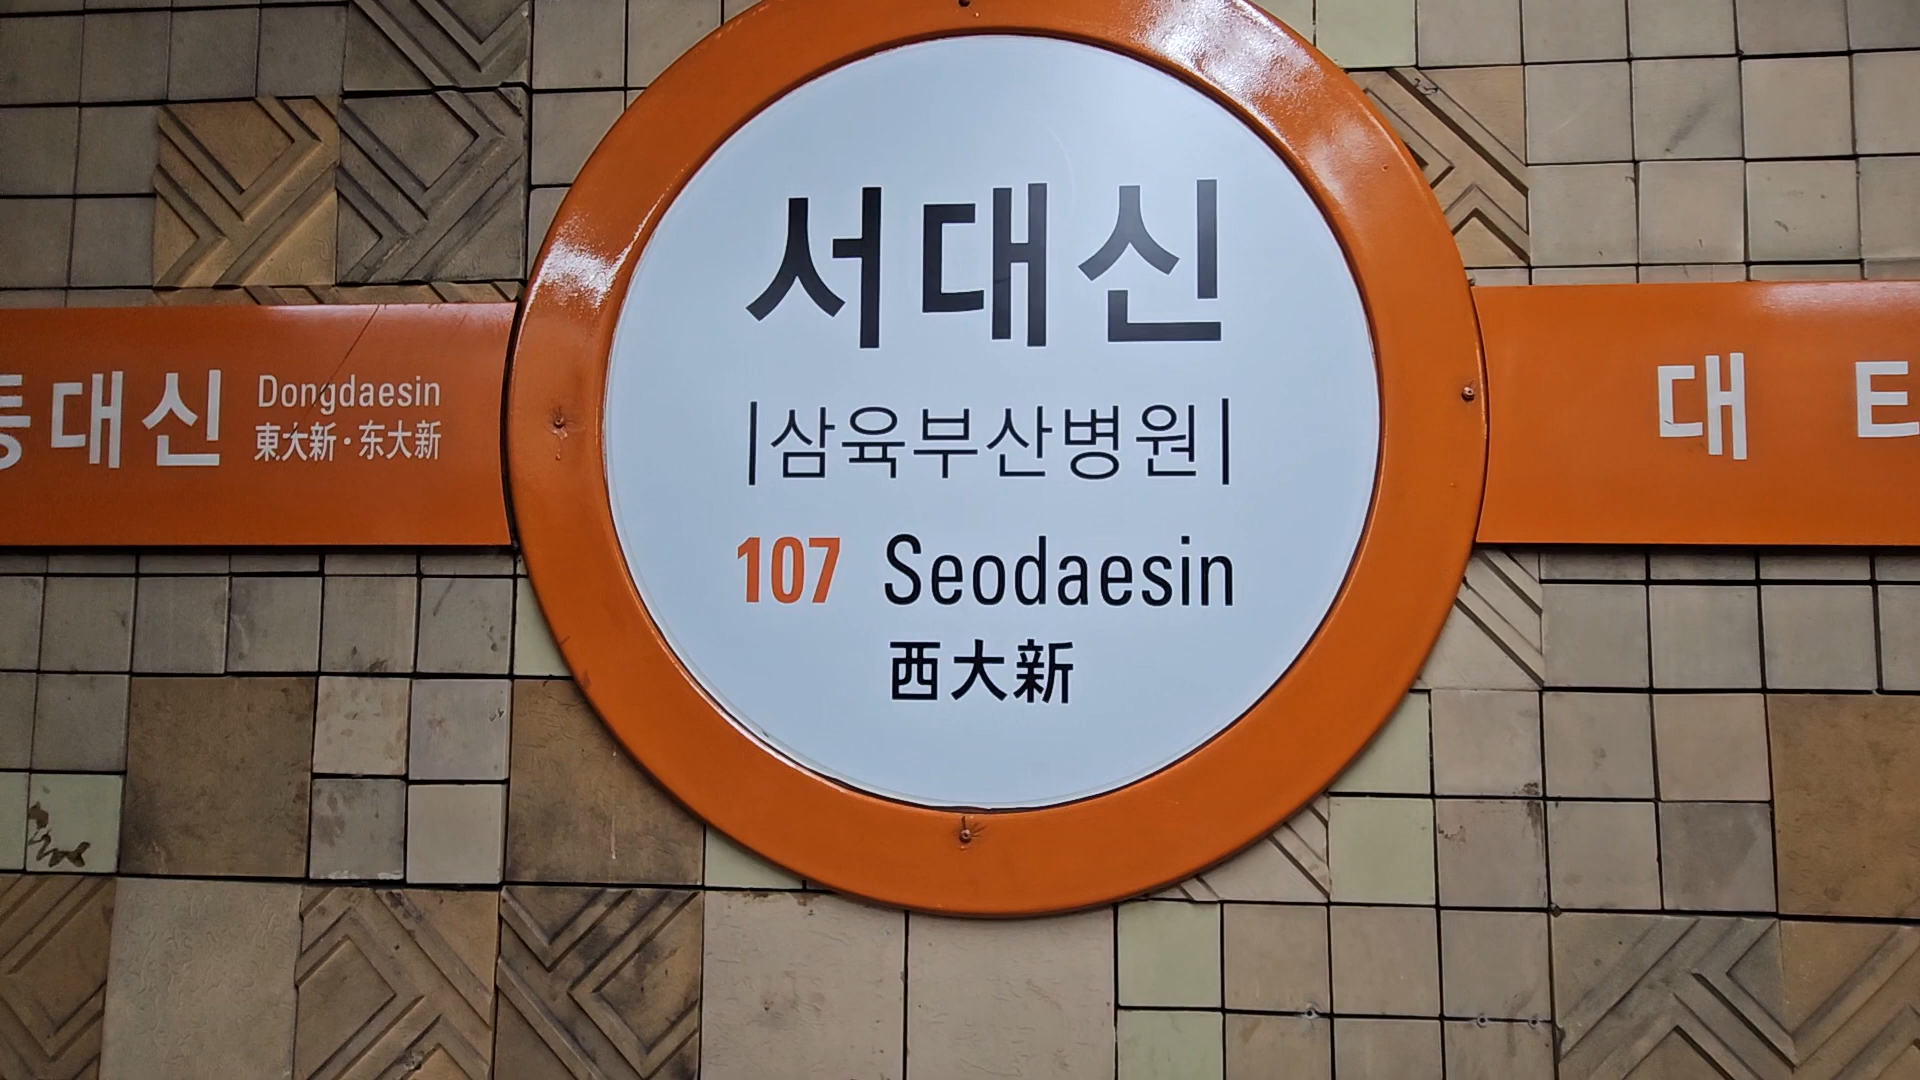 동대신 Dongdaesin
東大新·东大新
서대신
|삼육부산병원|
107 Seodaesin
西大新
대